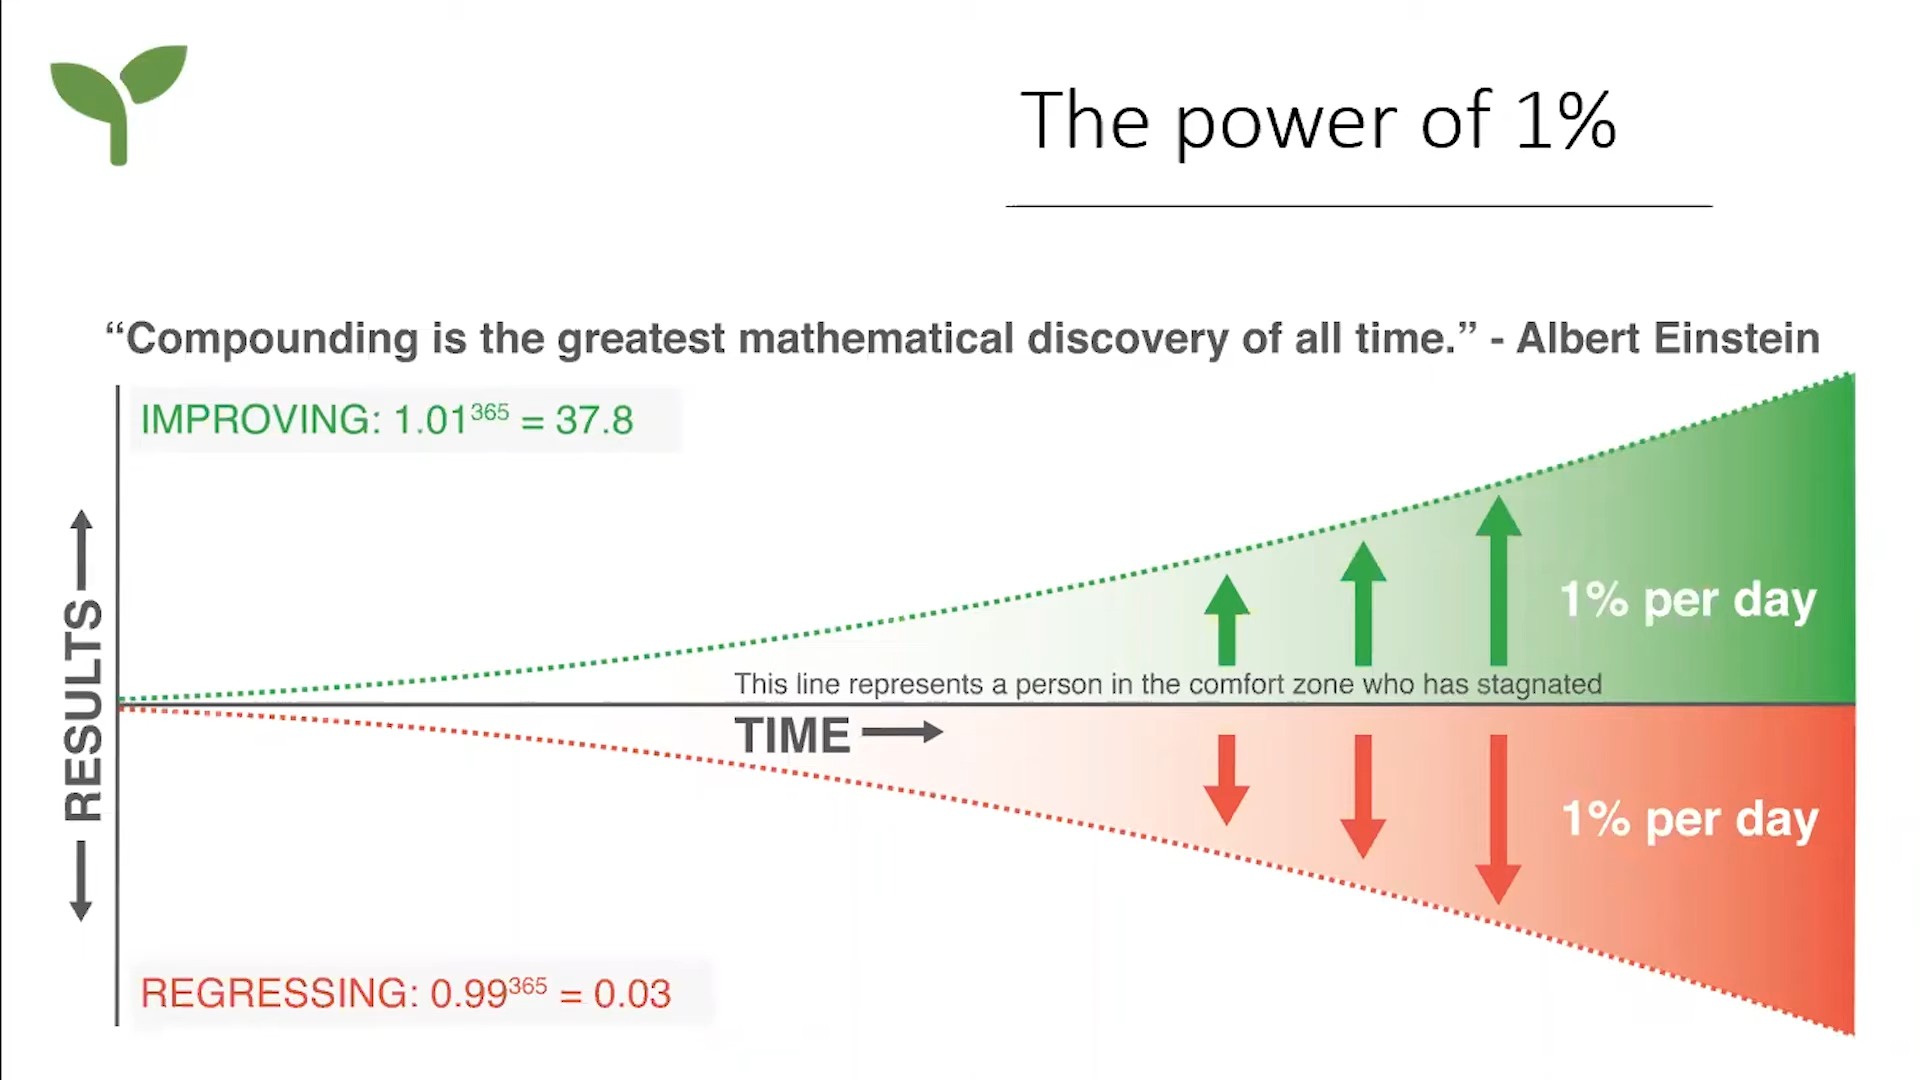 The power of 1%
“Compounding is the greatest mathematical discovery of all time.” - Albert Einstein
IMPROVING: 1.01³⁶⁵ = 37.8
RESULTS
1% per day
This line represents a person in the comfort zone who has stagnated
TIME
1% per day
REGRESSING: 0.99³⁶⁵ = 0.03